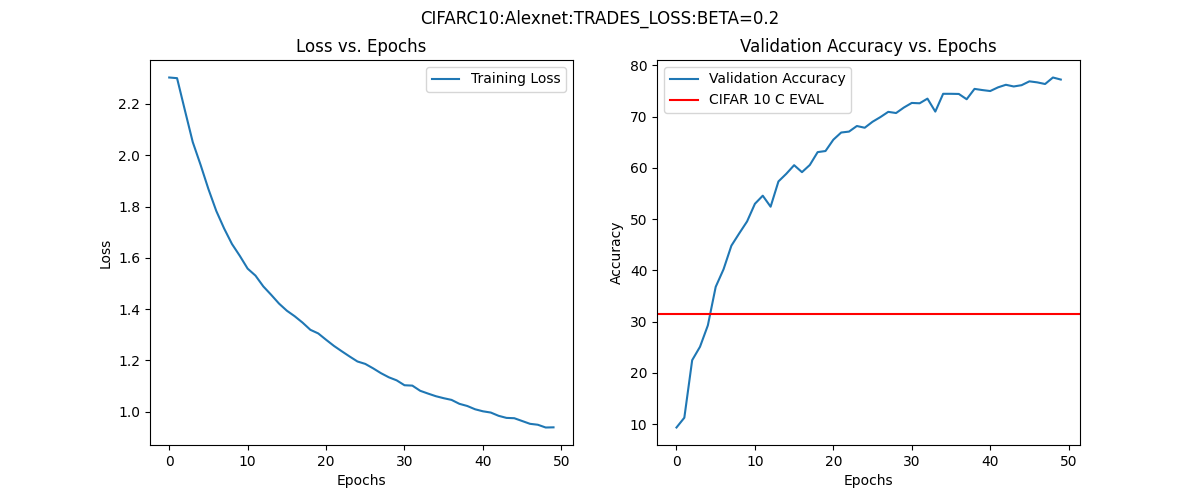 CIFARC10:Alexnet:TRADES_LOSS:BETA=0.2
Loss vs. Epochs
Training Loss
Loss
2.2
2.0
1.8
1.6
1.4
1.2
1.0
0 10 20 30 40 50
Epochs
Validation Accuracy vs. Epochs
Validation Accuracy
CIFAR 10 C EVAL
Accuracy
80
70
60
50
40
30
20
10
0 10 20 30 40 50
Epochs